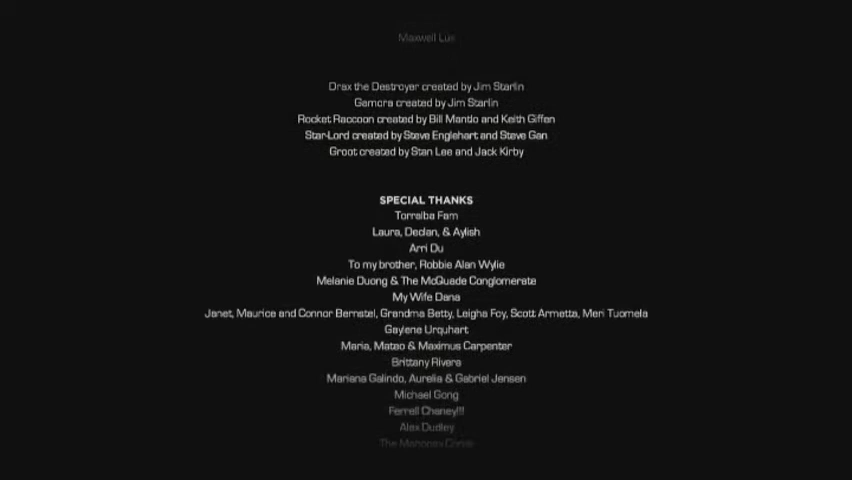 Maxwell Lus
Drax the Destroyer created by Jim Starlin
Gamora created by Jim Starlin
Rocket Raccoon created by Bill Mantlo and Keith Giffen
Star-Lord created by Steve Englehart and Steve Gan
Groot created by Stan Lee and Jack Kirby
SPECIAL THANKS
Torralba Fam
Laura, Declan, & Aylish
Arri Du
To my brother, Robbie Alan Wylie
Melanie Duong & The McQuade Conglomerate
My Wife Dana
Janet, Maurice and Connor Bernstel, Grandma Betty, Leigha Foy, Scott Armetta, Meri Tuomela
Gaylene Urquhart
Maria, Mateo & Maximus Carpenter
Brittany Rivera
Mariana Galindo, Aurelia & Gabriel Jensen
Michael Gong
Ferrell Chaney!!!
Alex Dudley
The Mahoney